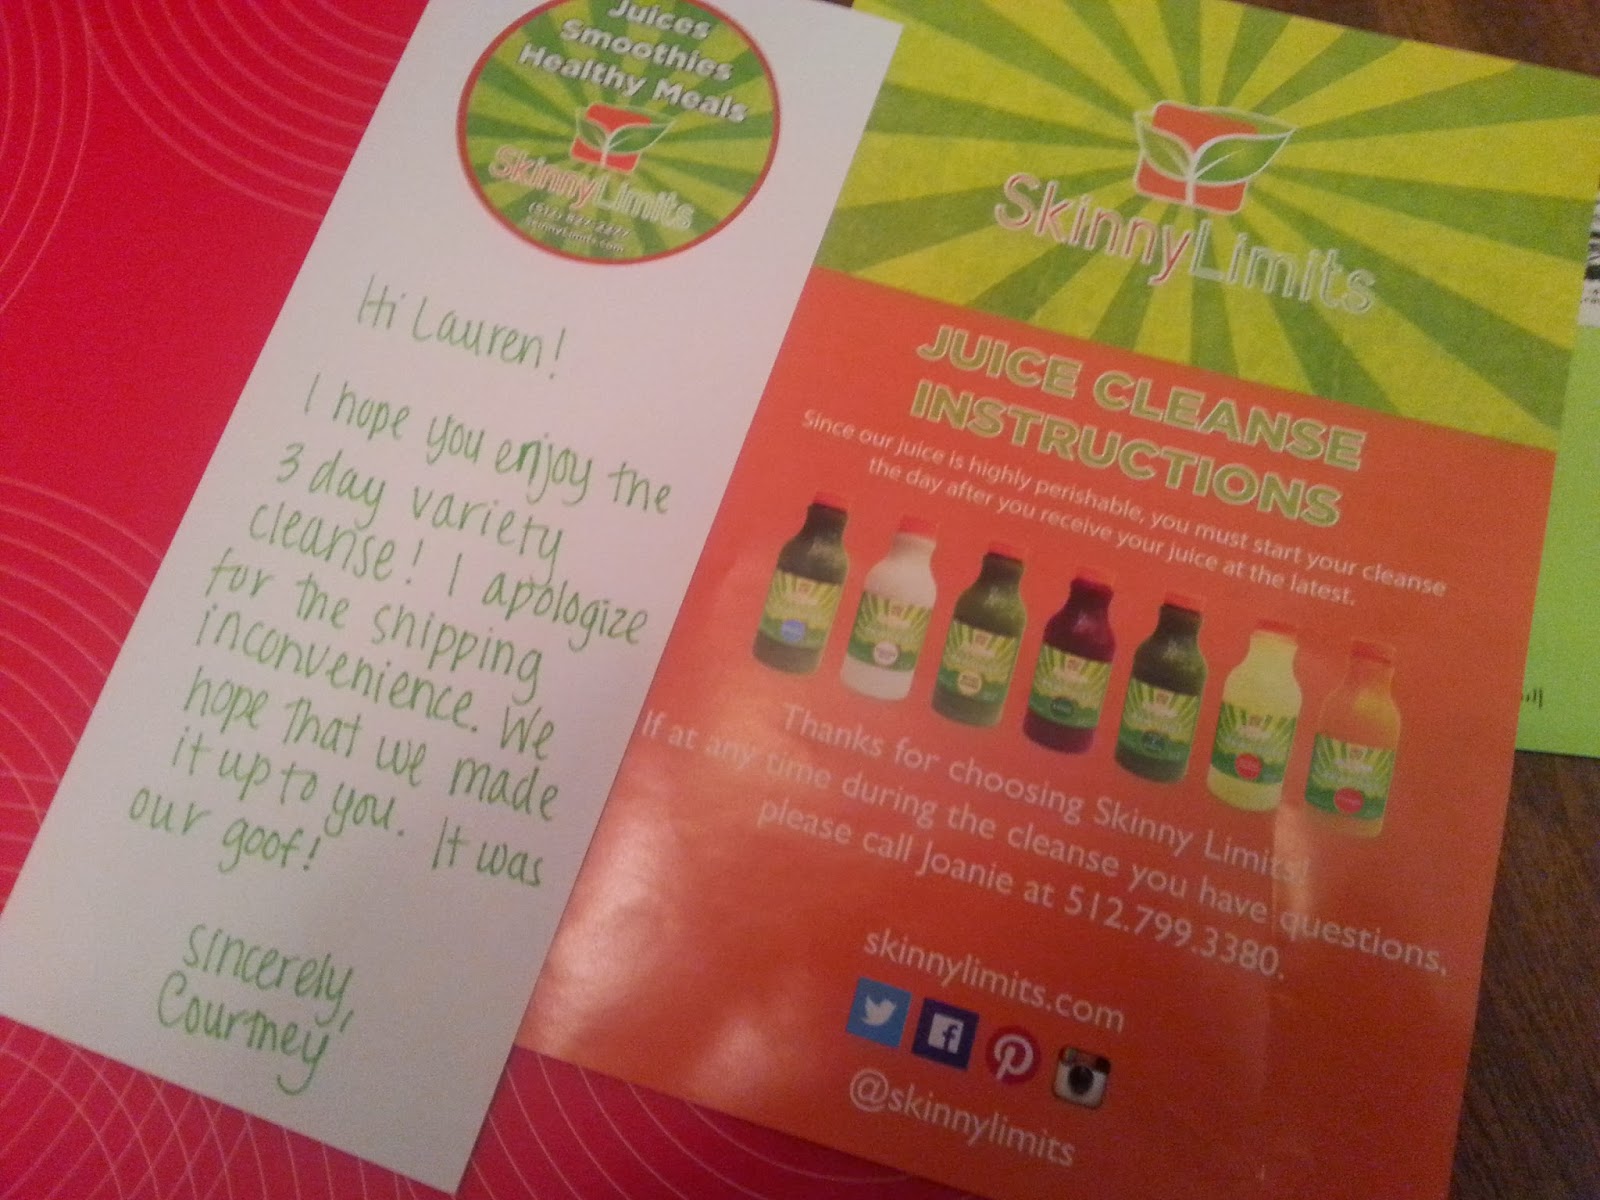 Juices
Smoothies
Healthy Meals
SkinnyLimits
SkinnyLimits.com
Hi Lauren!
I hope you enjoy the
3 day variety
cleanse! I apologize
for the shipping
inconvenience. We
hope that we made
it up to you. It was
our goof!
Sincerely,
Courtney
SkinnyLimits
JUICE CLEANSE
INSTRUCTIONS
Since our juice is highly perishable, you must start your cleanse
the day after you receive your juice at the latest.
Thanks for choosing Skinny Limits!
If at any time during the cleanse you have questions,
please call Joanie at 512.799.3380.
skinnylimits.com
@skinnylimits